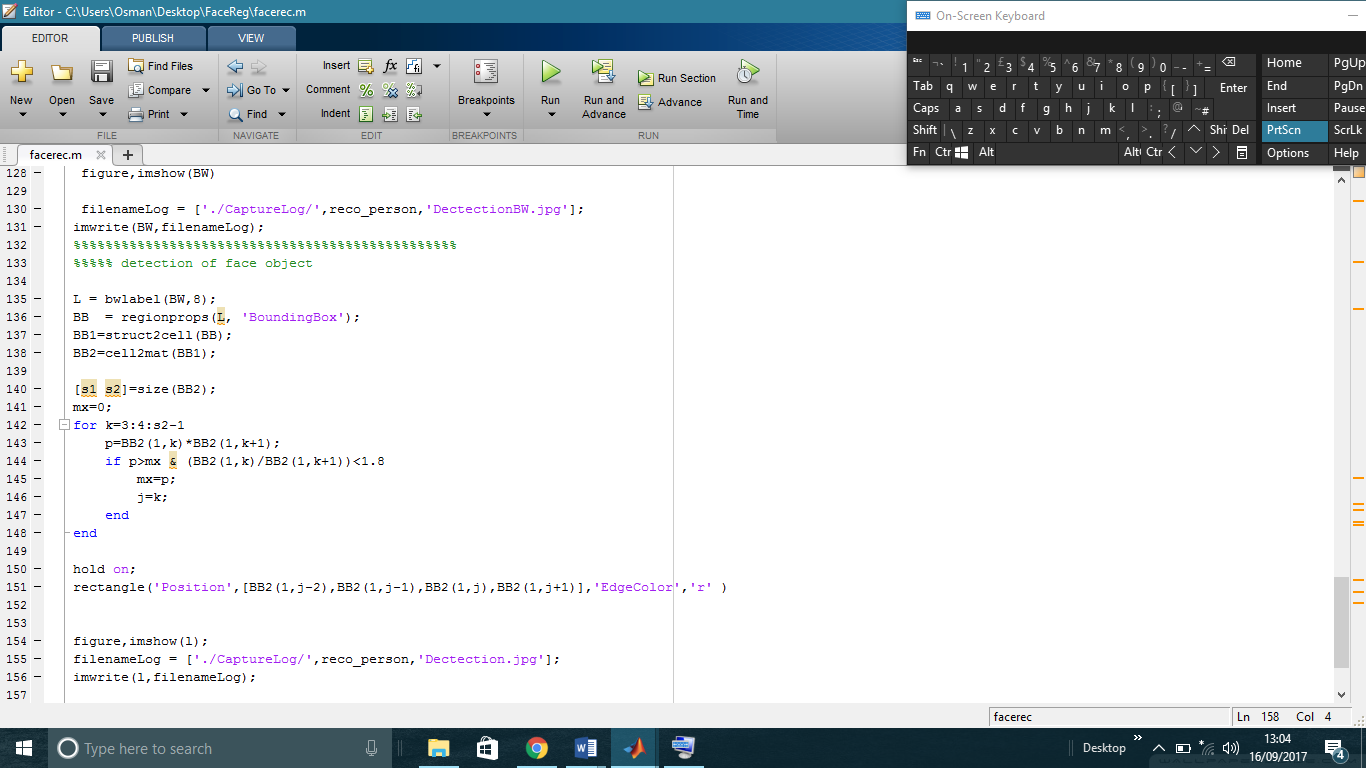 Editor - C:\Users\Osman\Desktop\FaceReg\facerec.m
On-Screen Keyboard
EDITOR PUBLISH VIEW
New Open Save Find Files Compare Print
Go To Find
Insert fx
Comment
Indent
Breakpoints
Run Run and Advance Run Section Advance Run and Time
FILE NAVIGATE EDIT BREAKPOINTS RUN
Esc ¬` !1 "2 £3 $4 %5 ^6 &7 *8 (9 )0 _- += Home PgUp
Tab q w e r t y u i o p {[ }] Enter End PgDn
Caps a s d f g h j k l :; @' ~# Insert Pause
Shift |\ z x c v b n m <, >. ?/ Shi Del PrtScn ScrLk
Fn Ctr Alt Alt Ctr Options Help
facerec.m
128 figure,imshow(BW)
129
130 filenameLog = ['./CaptureLog/',reco_person,'DectectionBW.jpg'];
131 imwrite(BW,filenameLog);
132 %%%%%%%%%%%%%%%%%%%%%%%%%%%%%%%%%%%%%%%%%%%%%%%%
133 %%%%% detection of face object
134
135 L = bwlabel(BW,8);
136 BB  = regionprops(L, 'BoundingBox');
137 BB1=struct2cell(BB);
138 BB2=cell2mat(BB1);
139
140 [s1 s2]=size(BB2);
141 mx=0;
142 for k=3:4:s2-1
143 p=BB2(1,k)*BB2(1,k+1);
144 if p>mx & (BB2(1,k)/BB2(1,k+1))<1.8
145 mx=p;
146 j=k;
147 end
148 end
149
150 hold on;
151 rectangle('Position',[BB2(1,j-2),BB2(1,j-1),BB2(1,j),BB2(1,j+1)],'EdgeColor','r' )
152
153
154 figure,imshow(l);
155 filenameLog = ['./CaptureLog/',reco_person,'Dectection.jpg'];
156 imwrite(l,filenameLog);
157
facerec Ln 158 Col 4
Type here to search
Desktop 13:04
16/09/2017 4